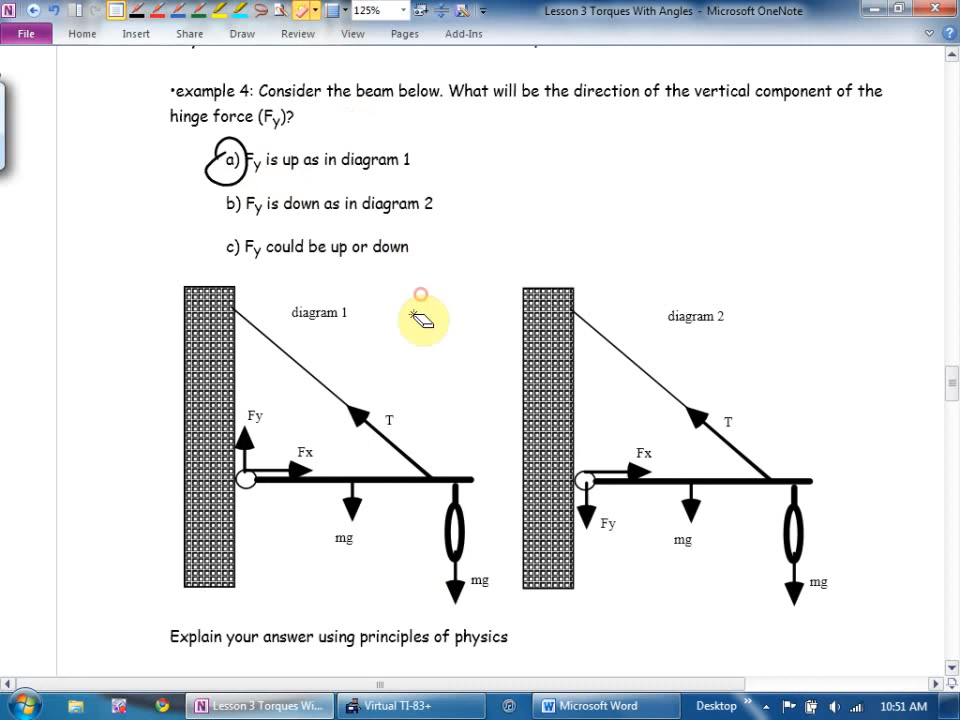 125%
Lesson 3 Torques With Angles - Microsoft OneNote
File Home Insert Share Draw Review View Pages Add-Ins
•example 4: Consider the beam below. What will be the direction of the vertical component of the
hinge force (Fy)?
a) Fy is up as in diagram 1
b) Fy is down as in diagram 2
c) Fy could be up or down
diagram 1
Fy
T
Fx
mg
mg
diagram 2
T
Fx
Fy
mg
mg
Explain your answer using principles of physics
Lesson 3 Torques Wi... Virtual TI-83+ Microsoft Word Desktop 10:51 AM